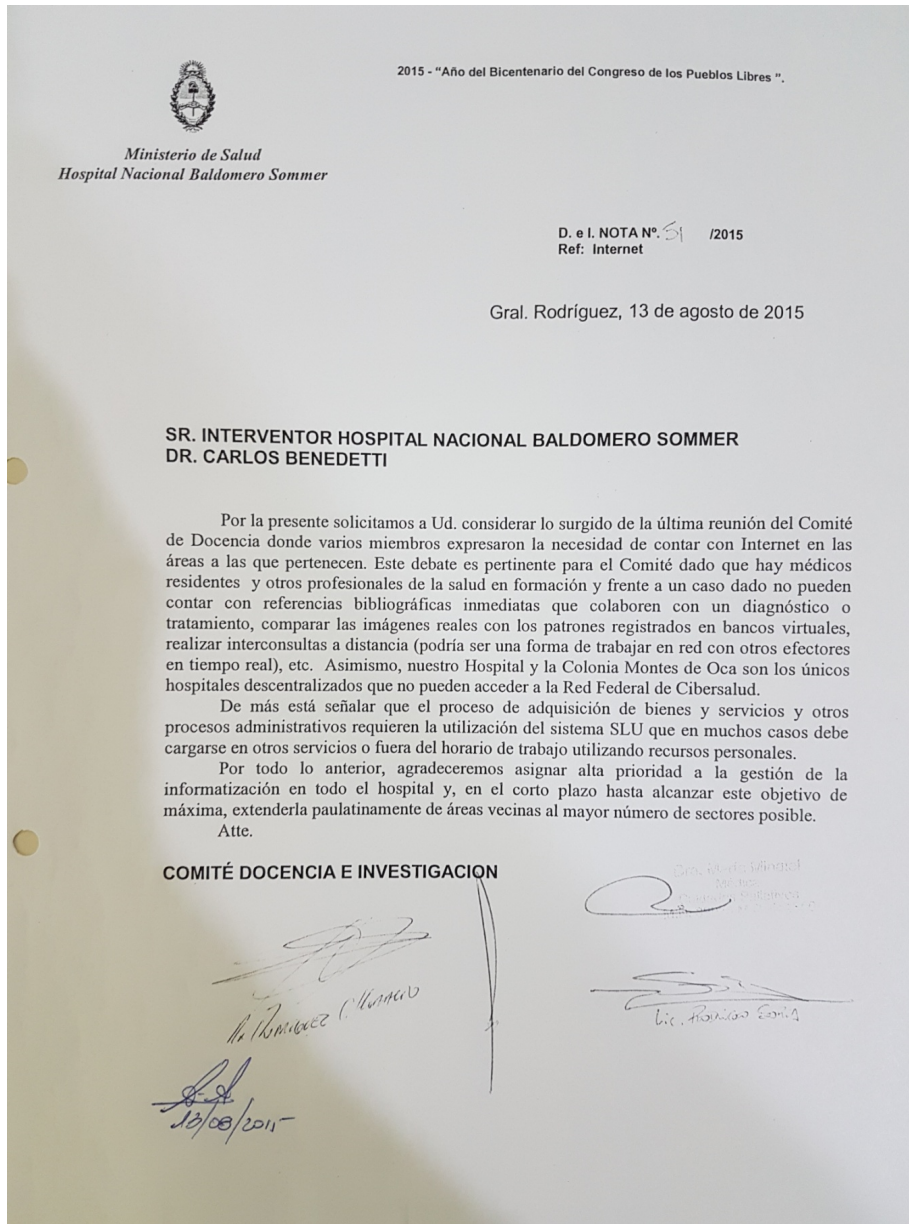 2015 - "Año del Bicentenario del Congreso de los Pueblos Libres ".
Ministerio de Salud
Hospital Nacional Baldomero Sommer
D. e I. NOTA Nº. 51 /2015
Ref: Internet
Gral. Rodríguez, 13 de agosto de 2015
SR. INTERVENTOR HOSPITAL NACIONAL BALDOMERO SOMMER
DR. CARLOS BENEDETTI
Por la presente solicitamos a Ud. considerar lo surgido de la última reunión del Comité
de Docencia donde varios miembros expresaron la necesidad de contar con Internet en las
áreas a las que pertenecen. Este debate es pertinente para el Comité dado que hay médicos
residentes y otros profesionales de la salud en formación y frente a un caso dado no pueden
contar con referencias bibliográficas inmediatas que colaboren con un diagnóstico o
tratamiento, comparar las imágenes reales con los patrones registrados en bancos virtuales,
realizar interconsultas a distancia (podría ser una forma de trabajar en red con otros efectores
en tiempo real), etc. Asimismo, nuestro Hospital y la Colonia Montes de Oca son los únicos
hospitales descentralizados que no pueden acceder a la Red Federal de Cibersalud.
De más está señalar que el proceso de adquisición de bienes y servicios y otros
procesos administrativos requieren la utilización del sistema SLU que en muchos casos debe
cargarse en otros servicios o fuera del horario de trabajo utilizando recursos personales.
Por todo lo anterior, agradeceremos asignar alta prioridad a la gestión de la
informatización en todo el hospital y, en el corto plazo hasta alcanzar este objetivo de
máxima, extenderla paulatinamente de áreas vecinas al mayor número de sectores posible.
Atte.
COMITÉ DOCENCIA E INVESTIGACION
Lic.
13/08/2015